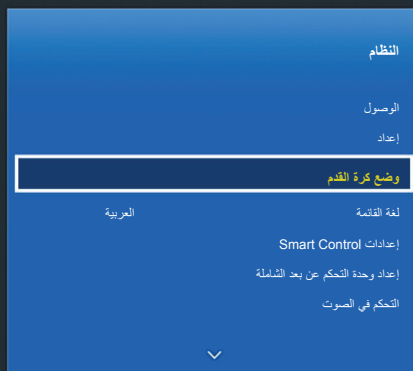 النظام
الوصول
إعداد
وضع كرة القدم
لغة القائمة العربية
إعدادات Smart Control
إعداد وحدة التحكم عن بعد الشاملة
التحكم في الصوت